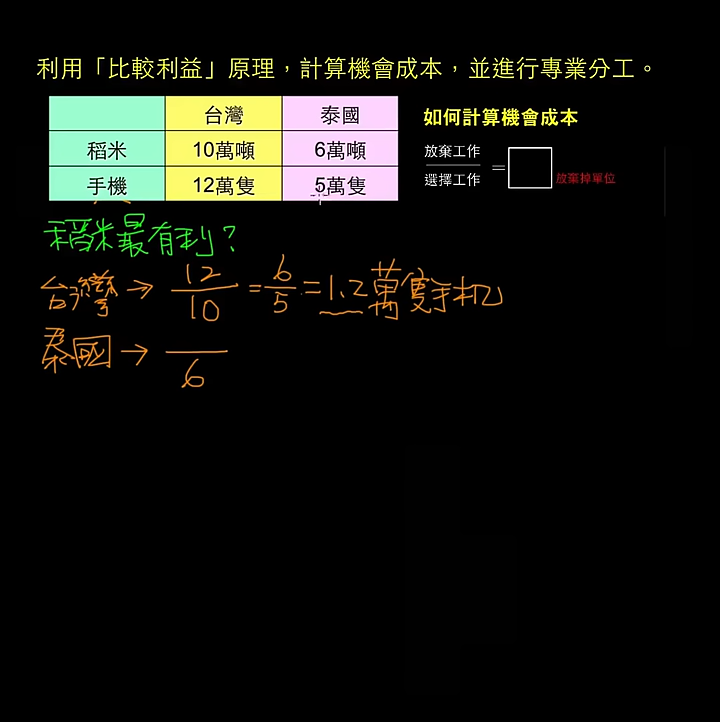 利用「比較利益」原理，計算機會成本，並進行專業分工。
台灣 泰國
稻米 10萬噸 6萬噸
手機 12萬隻 5萬隻
如何計算機會成本
放棄工作
選擇工作
=
放棄掉單位
稻米最有利？
台灣→ 12/10 = 6/5 = 1.2萬隻手机
泰國→ /6